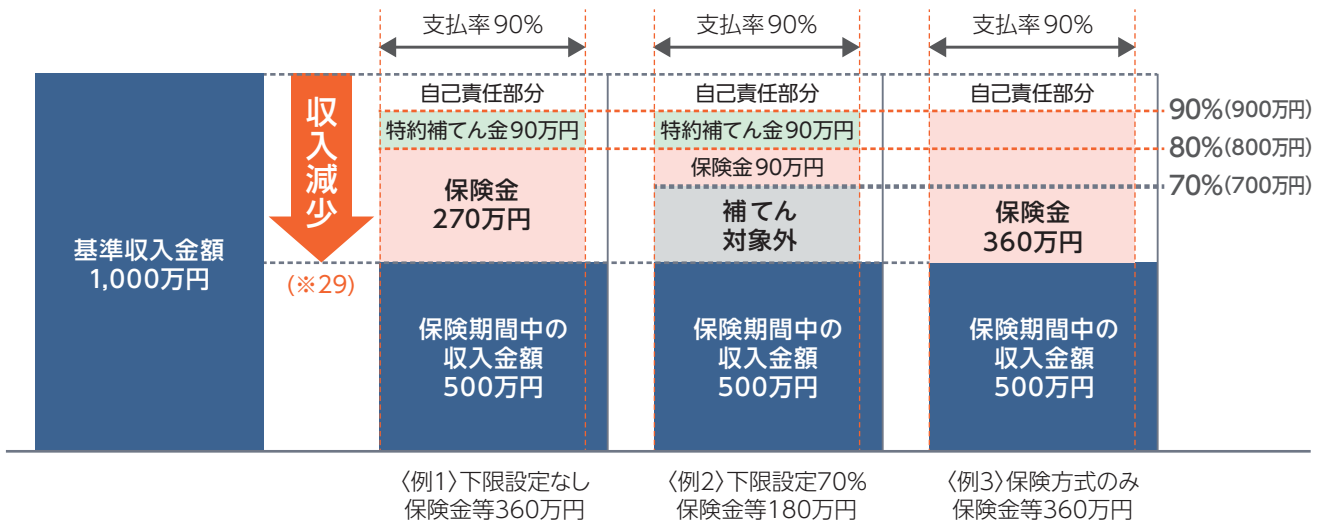 支払率90%
支払率90%
支払率90%
基準収入金額
1,000万円
収入減少
(※29)
自己責任部分
特約補てん金90万円
保険金
270万円
保険期間中の
収入金額
500万円
自己責任部分
特約補てん金90万円
保険金90万円
補てん
対象外
保険期間中の
収入金額
500万円
自己責任部分
保険金
360万円
保険期間中の
収入金額
500万円
90%(900万円)
80%(800万円)
70%(700万円)
〈例1〉下限設定なし
保険金等360万円
〈例2〉下限設定70%
保険金等180万円
〈例3〉保険方式のみ
保険金等360万円